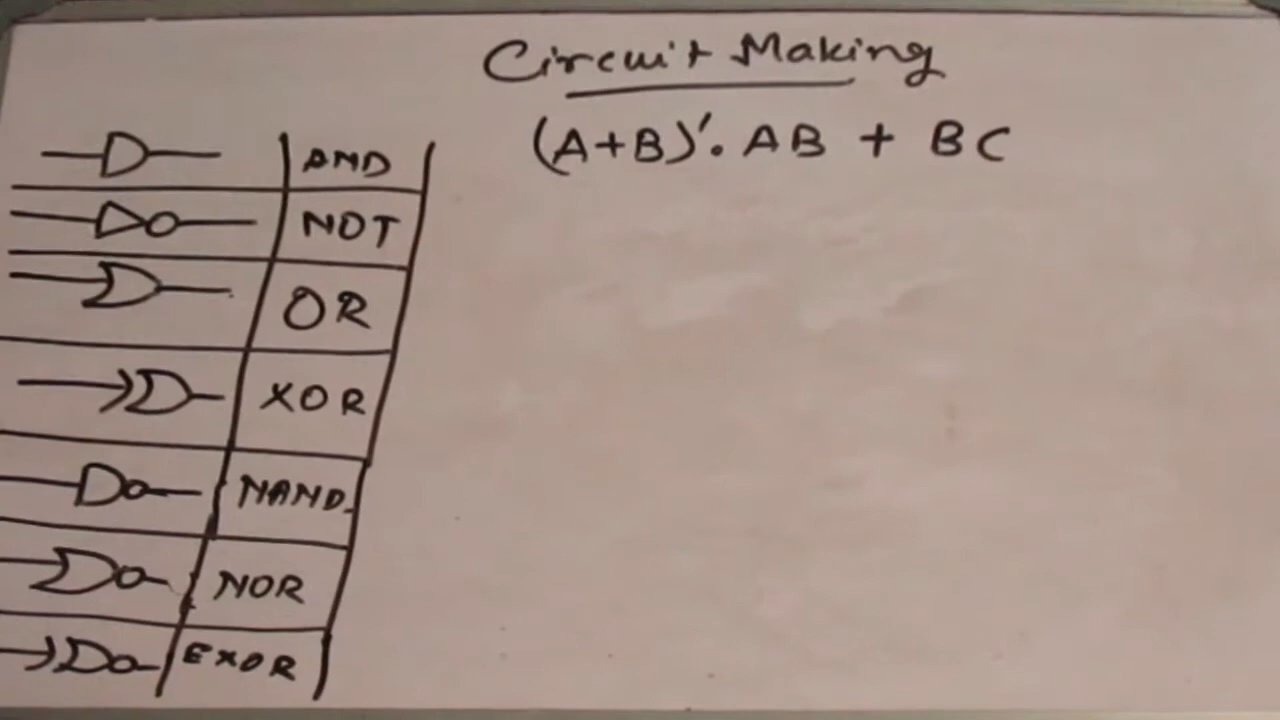 Circuit Making
(A+B)'. AB + BC
AND
NOT
OR
XOR
NAND.
NOR
EXOR